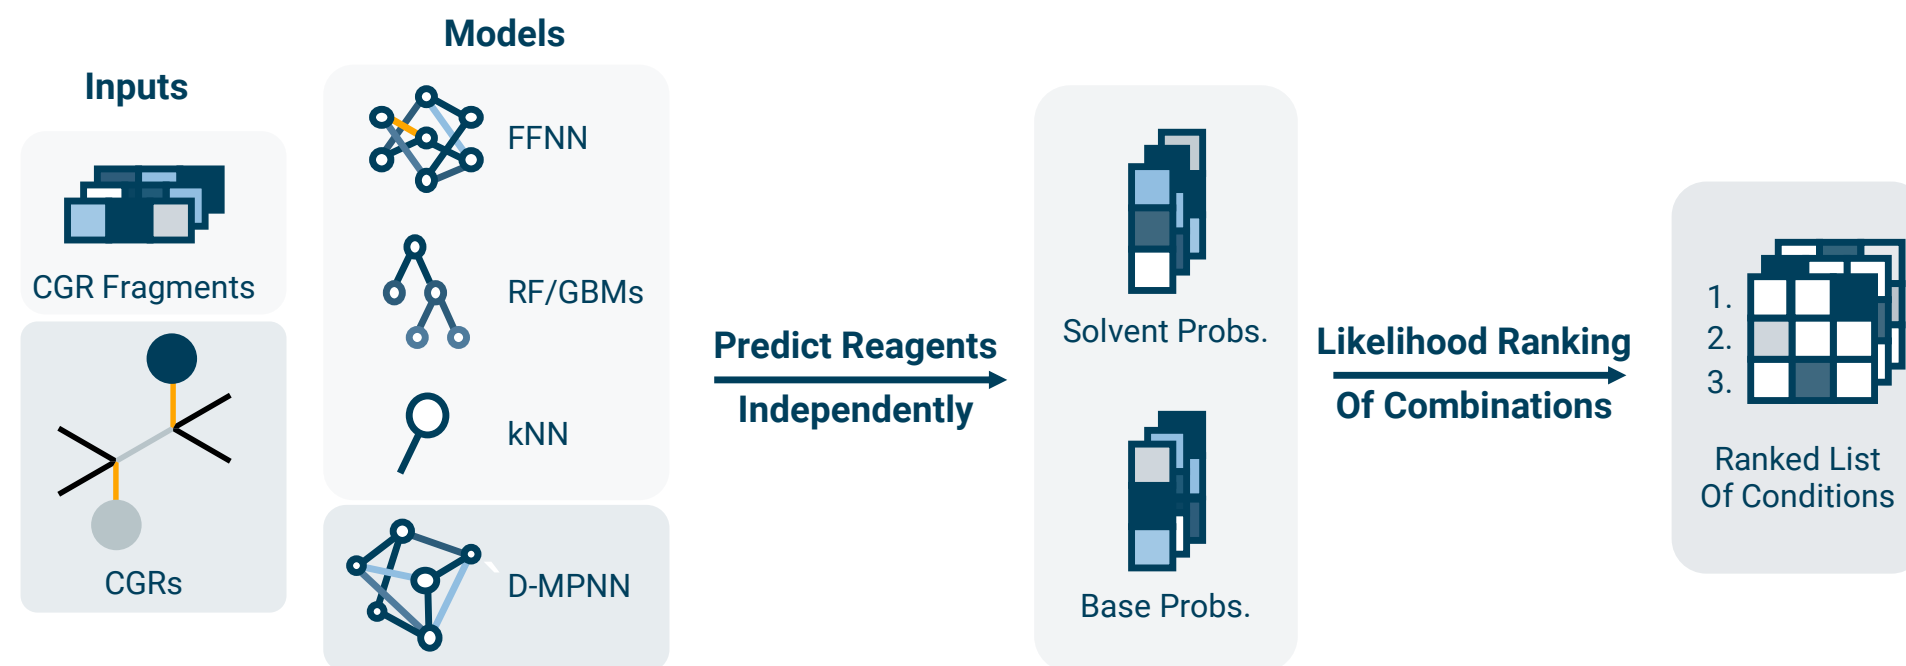 Inputs
CGR Fragments
CGRs
Models
FFNN
RF/GBMs
kNN
D-MPNN
Predict Reagents
Independently
Solvent Probs.
Base Probs.
Likelihood Ranking
Of Combinations
1.
2.
3.
Ranked List
Of Conditions